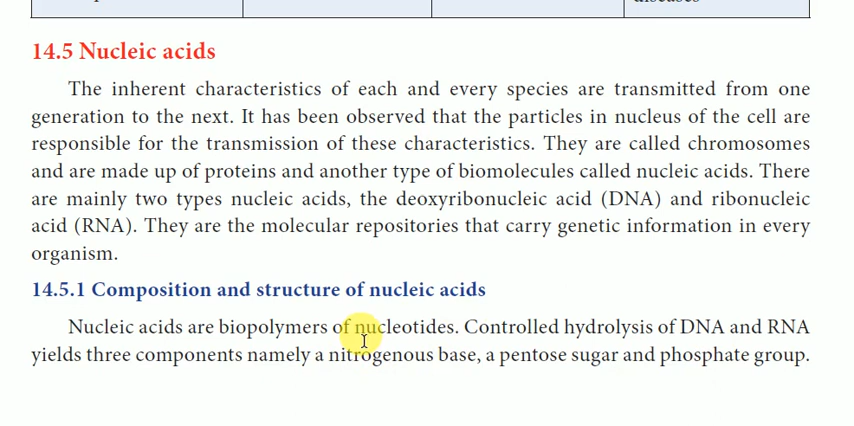 diseases
14.5 Nucleic acids
The inherent characteristics of each and every species are transmitted from one
generation to the next. It has been observed that the particles in nucleus of the cell are
responsible for the transmission of these characteristics. They are called chromosomes
and are made up of proteins and another type of biomolecules called nucleic acids. There
are mainly two types nucleic acids, the deoxyribonucleic acid (DNA) and ribonucleic
acid (RNA). They are the molecular repositories that carry genetic information in every
organism.
14.5.1 Composition and structure of nucleic acids
Nucleic acids are biopolymers of nucleotides. Controlled hydrolysis of DNA and RNA
yields three components namely a nitrogenous base, a pentose sugar and phosphate group.